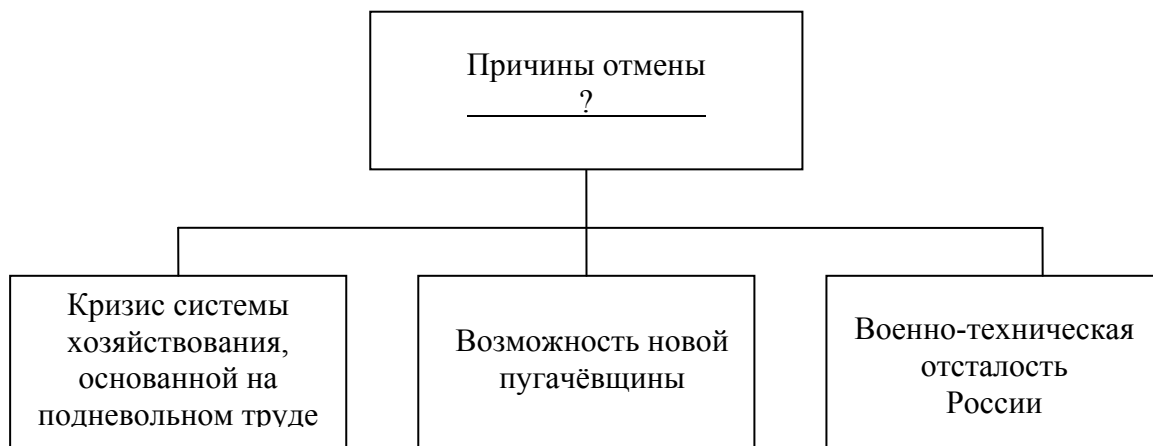 Причины отмены
?
Кризис системы
хозяйствования,
основанной на
подневольном труде
Возможность новой
пугачёвщины
Военно-техническая
отсталость
России